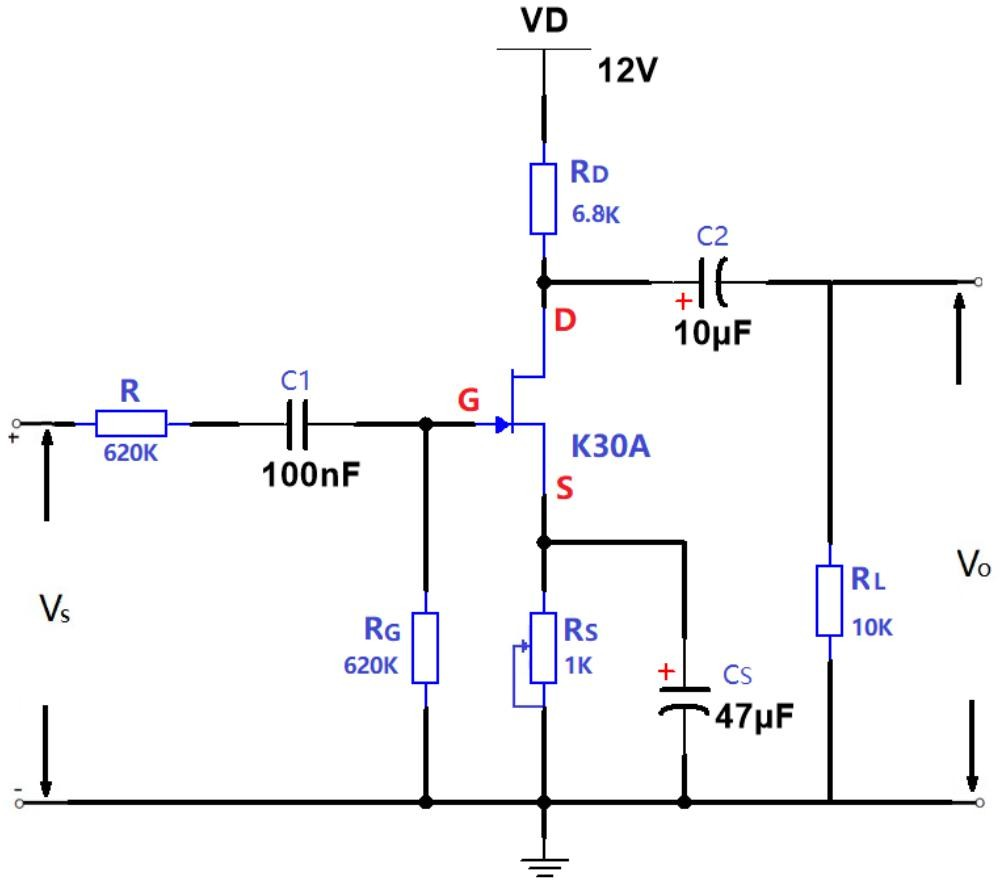 VD
12V
RD
6.8K
C2
+
10μF
D
R
C1
G
+
620K
100nF
K30A
S
Vs
RG
620K
RS
1K
+
CS
47μF
RL
10K
Vo
-